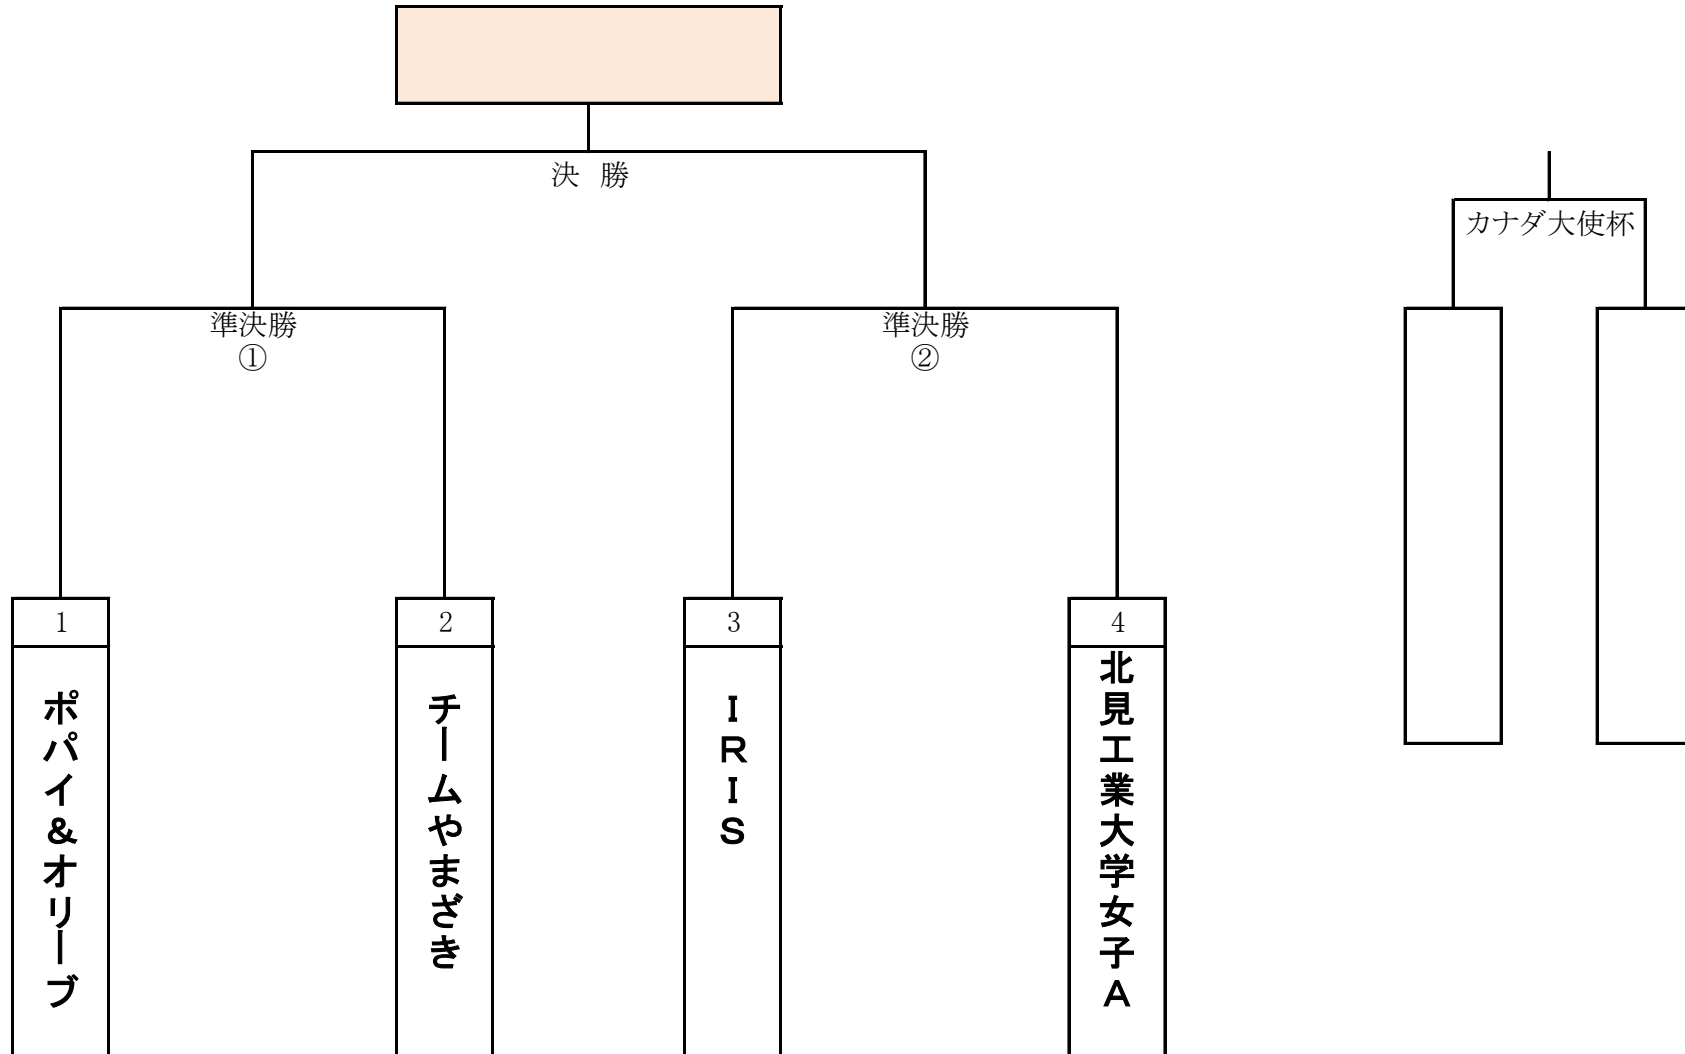 決 勝
カナダ大使杯
準決勝
①
準決勝
②
1
2
3
4
ポパイ&オリーブ
チームやまざき
ＩＲＩＳ
北見工業大学女子Ａ